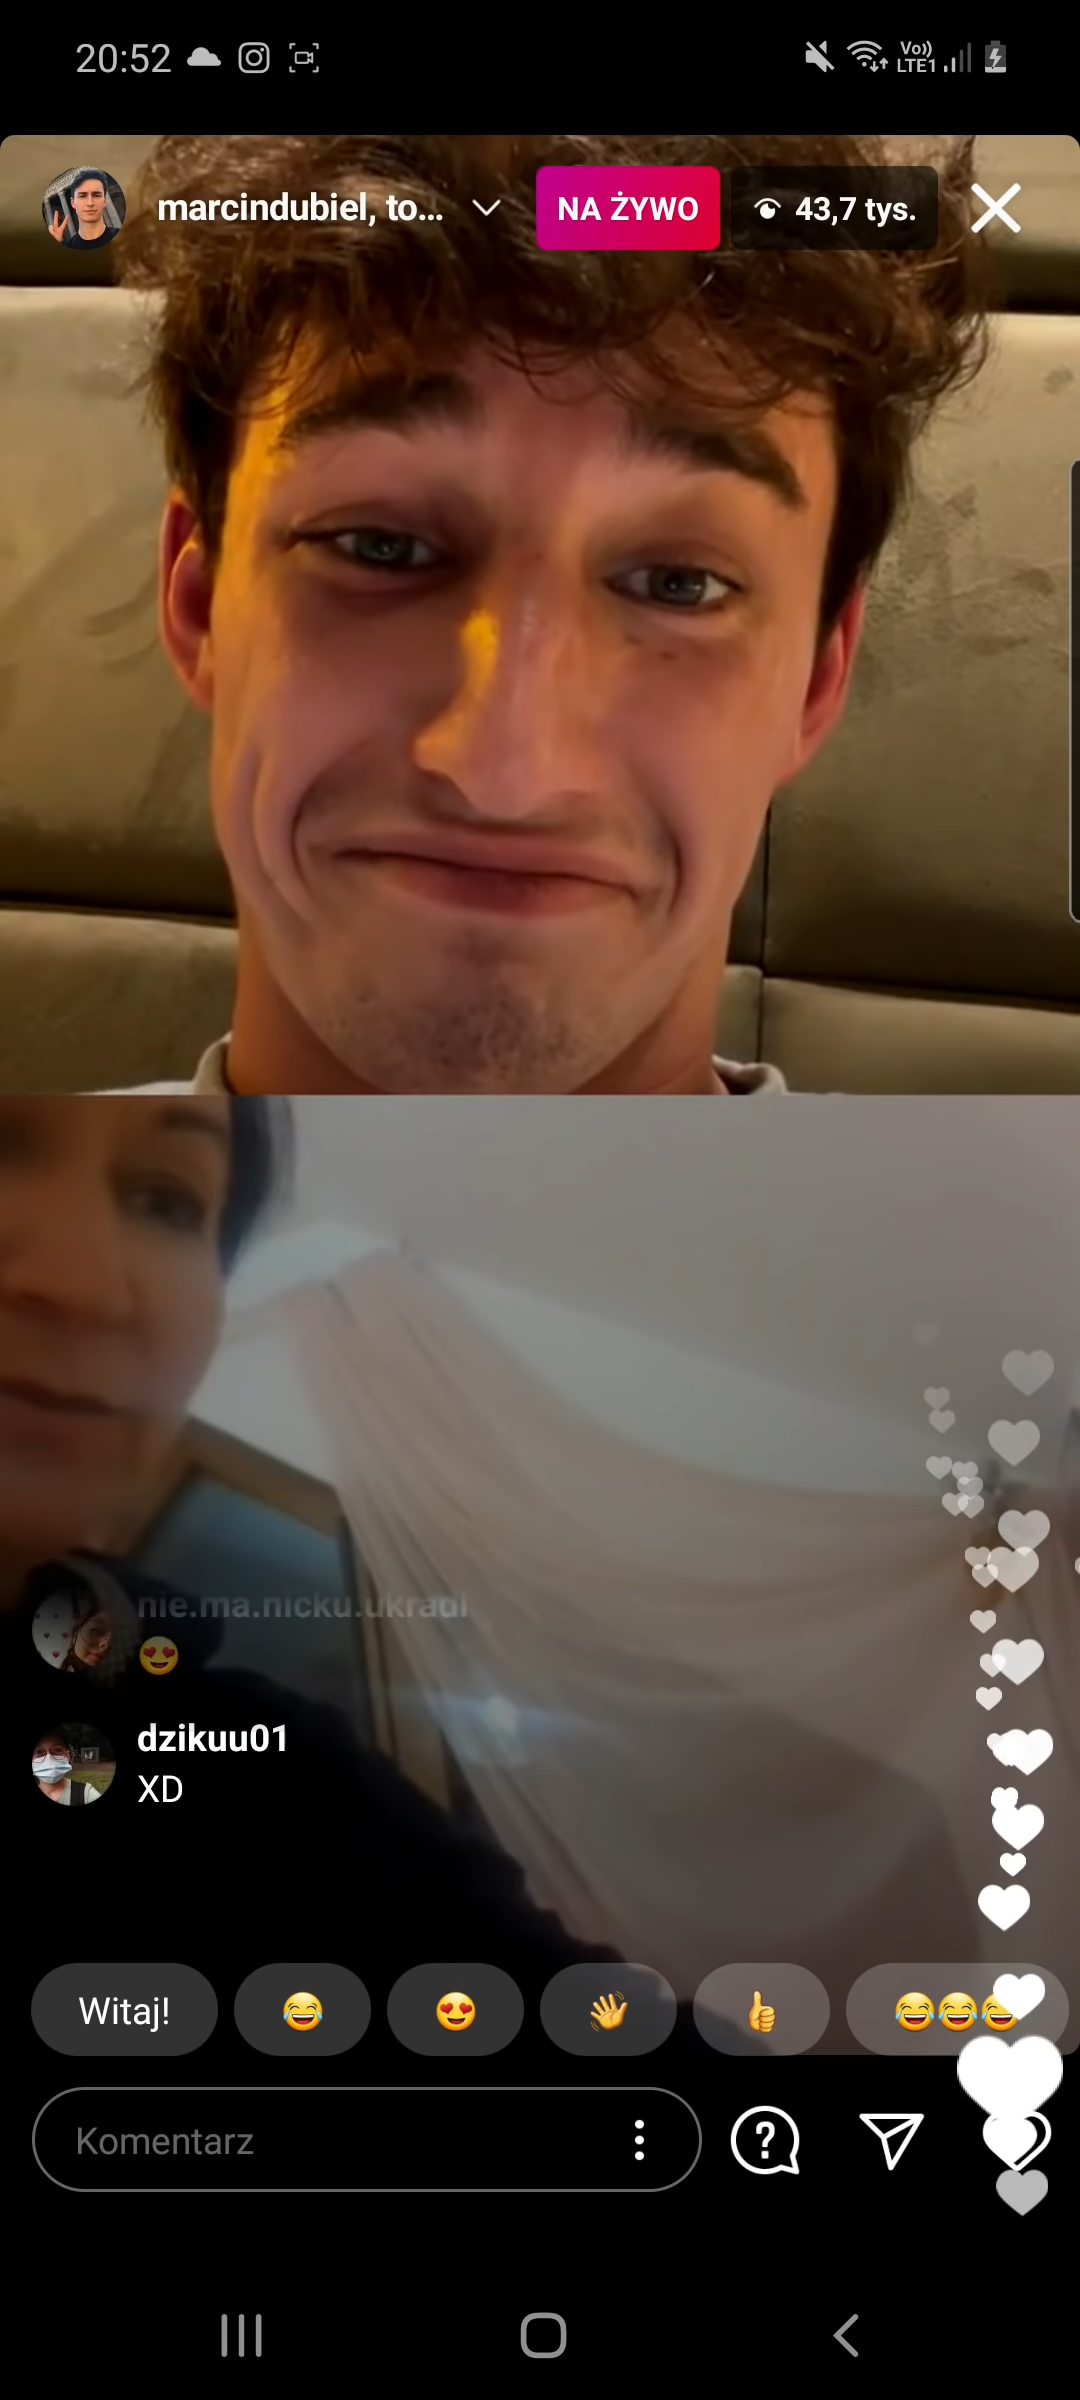 20:52
Vo))
LTE1
marcindubiel, to...
NA ŻYWO
43,7 tys.
nie.ma.nicku.ukradl
😍
dzikuu01
XD
Witaj! 😂 😍 👋 👍 😂😂😂
Komentarz